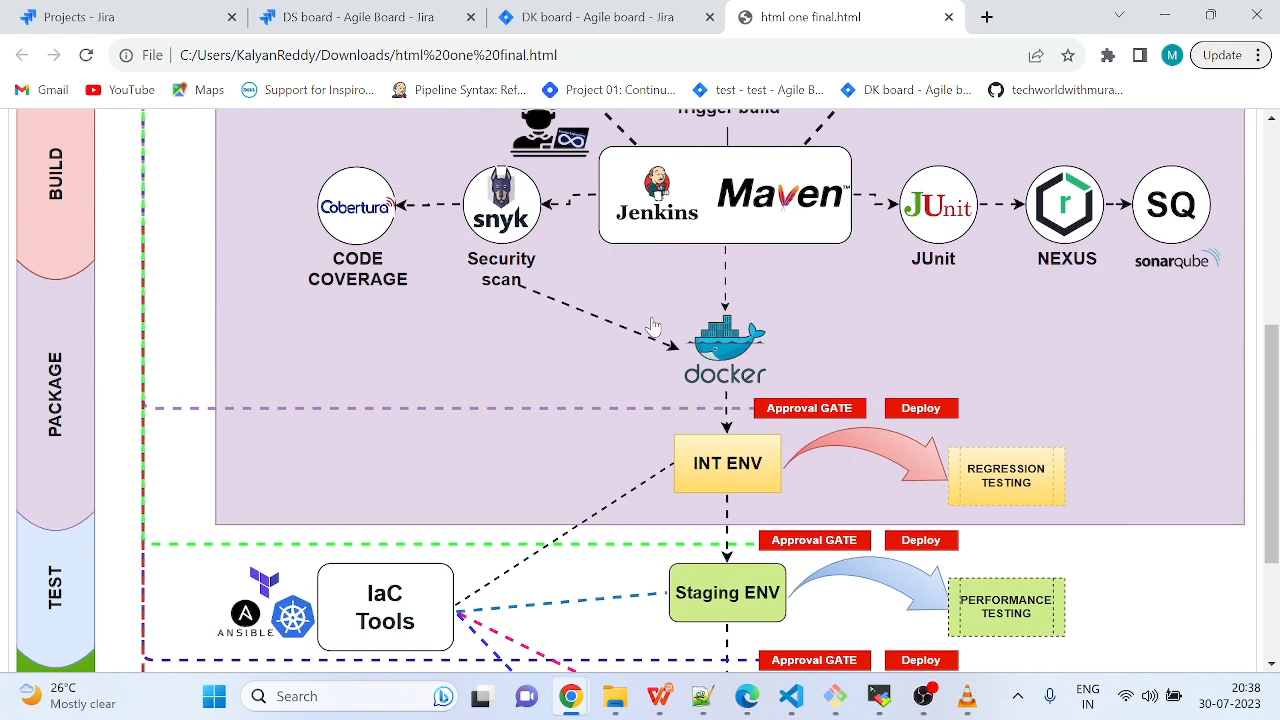 Projects - Jira
DS board - Agile board - Jira
DK board - Agile board - Jira
html one final.html
File
C:/Users/KalyanReddy/Downloads/html%20one%20final.html
M
Update
Gmail
YouTube
Maps
Support for Inspiro...
Pipeline Syntax: Ref...
Project 01: Continu...
test - test - Agile B...
DK board - Agile b...
techworldwithmura...
Trigger build
BUILD
Cobertura
snyk
Jenkins
Maven™
JUnit
r
SQ
CODE
COVERAGE
Security
scan
JUnit
NEXUS
sonarqube
docker
PACKAGE
Approval GATE
Deploy
INT ENV
REGRESSION
TESTING
Approval GATE
Deploy
TEST
A
ANSIBLE
IaC
Tools
Staging ENV
PERFORMANCE
TESTING
Approval GATE
Deploy
26°C
Mostly clear
Search
ENG
IN
20:38
30-07-2023